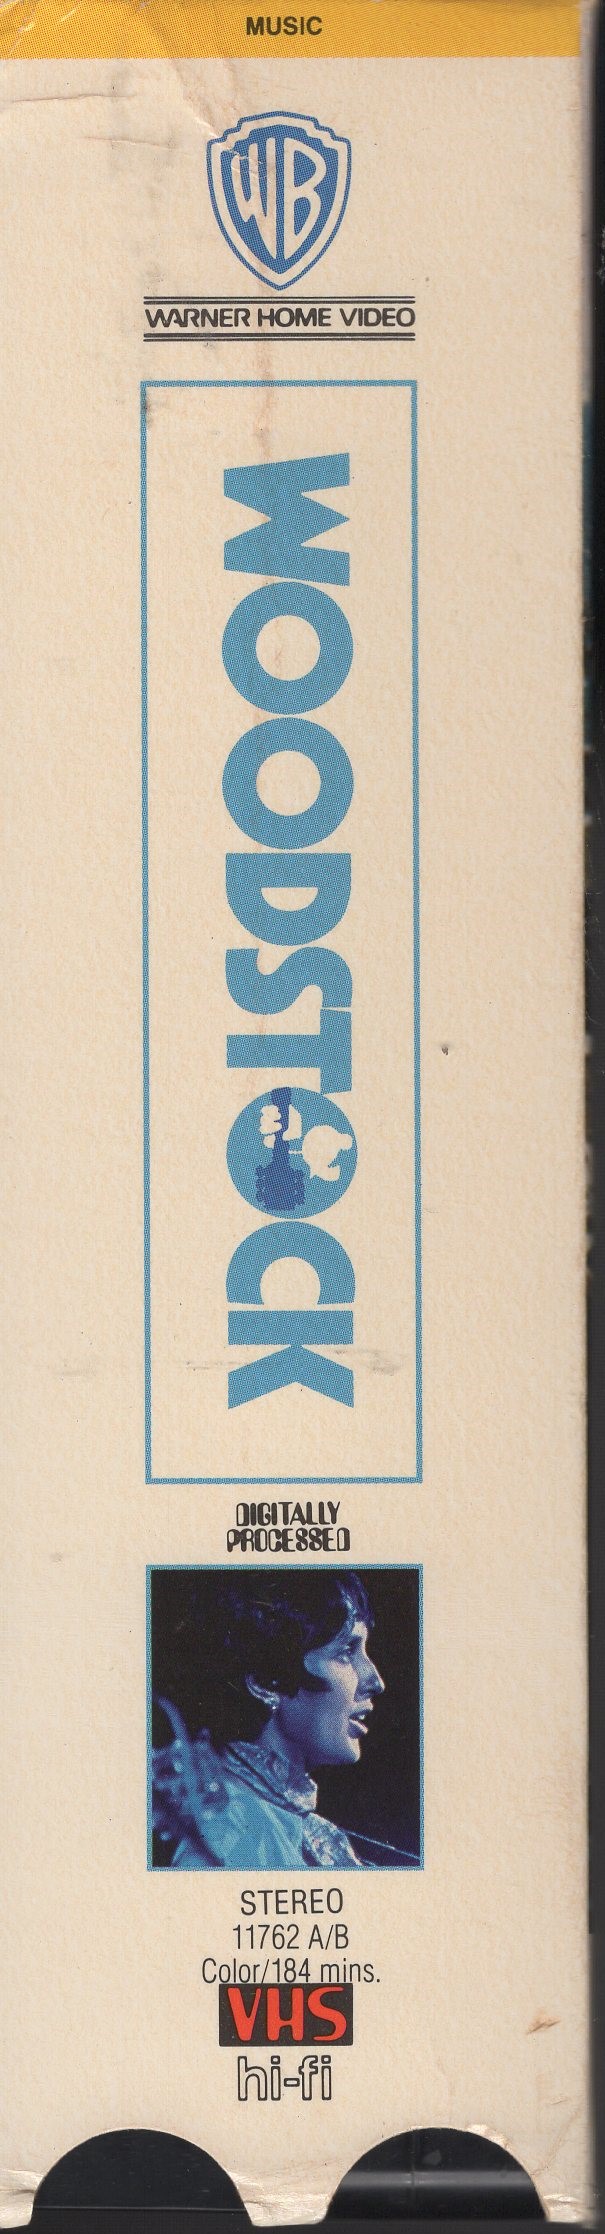 MUSIC
WB
WARNER HOME VIDEO
WOODSTOCK
DIGITALLY
PROCESSED
STEREO
11762 A/B
Color/184 mins.
VHS
hi-fi